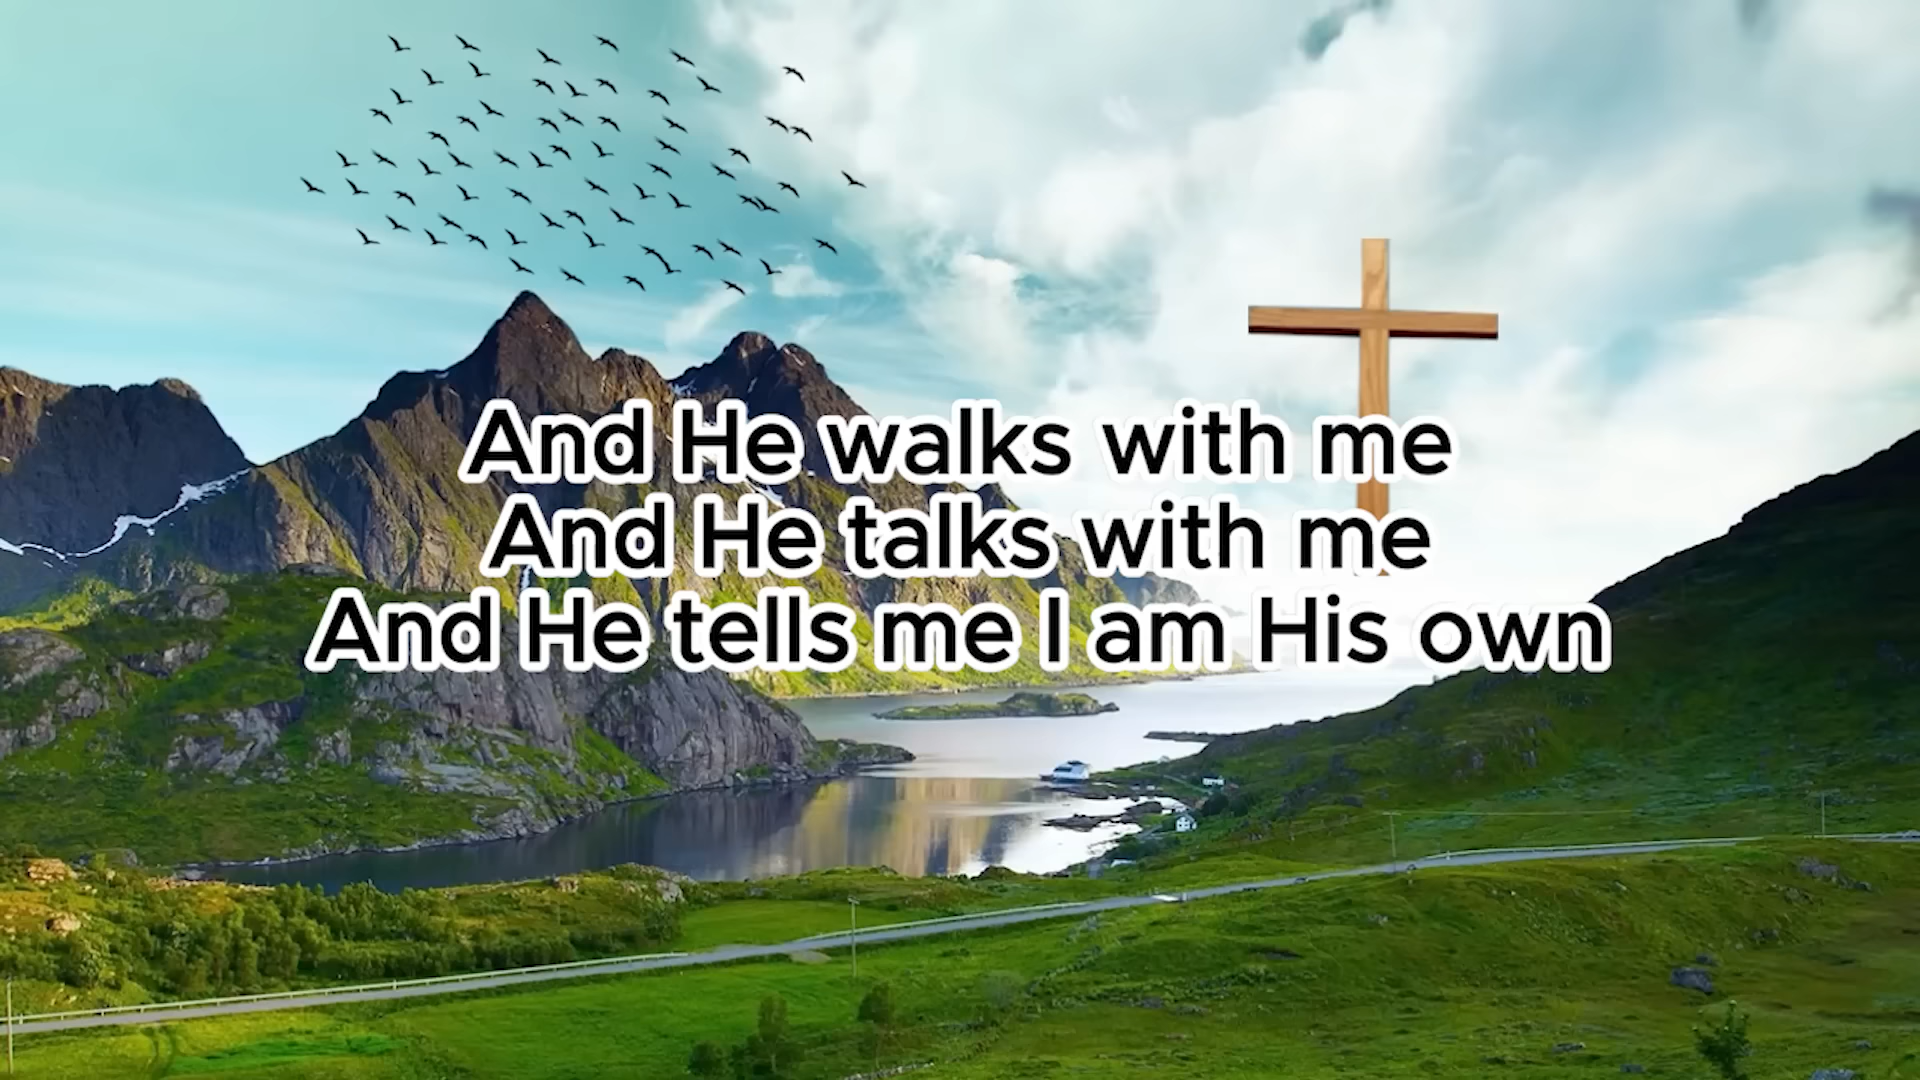 And He walks with me
And He talks with me
And He tells me I am His own